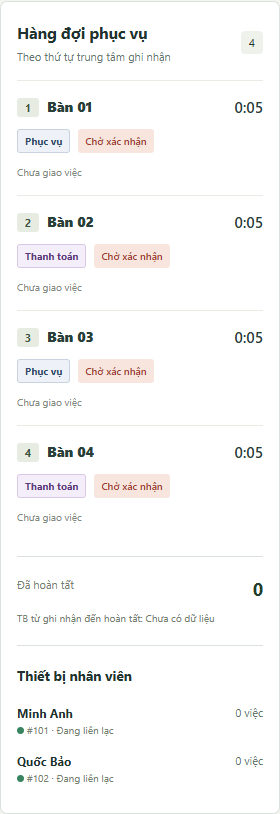 Hàng đợi phục vụ
4
Theo thứ tự trung tâm ghi nhận
1 Bàn 01 0:05
Phục vụ Chờ xác nhận
Chưa giao việc
2 Bàn 02 0:05
Thanh toán Chờ xác nhận
Chưa giao việc
3 Bàn 03 0:05
Phục vụ Chờ xác nhận
Chưa giao việc
4 Bàn 04 0:05
Thanh toán Chờ xác nhận
Chưa giao việc
Đã hoàn tất 0
TB từ ghi nhận đến hoàn tất: Chưa có dữ liệu
Thiết bị nhân viên
Minh Anh 0 việc
#101 · Đang liên lạc
Quốc Bảo 0 việc
#102 · Đang liên lạc